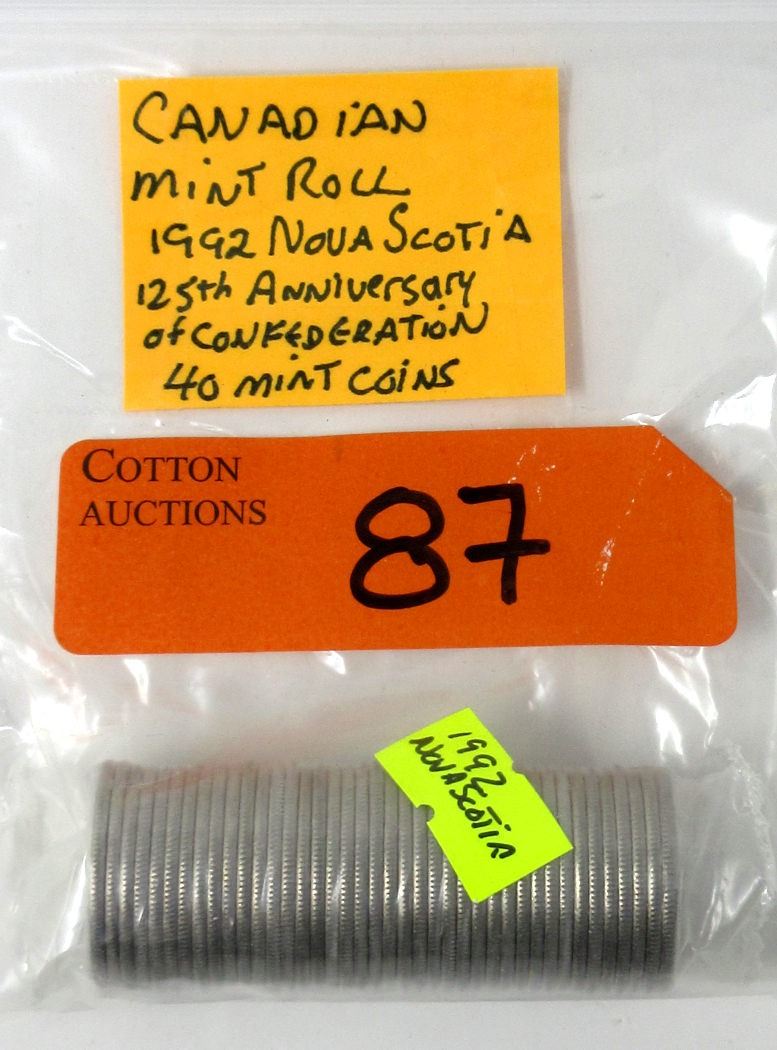 CANADIAN
MINT ROLL
1992 NOVA SCOTIA
125th ANNIVERSARY
of CONFEDERATION
40 MINT COINS
COTTON
AUCTIONS
87
1992
NOVA SCOTIA